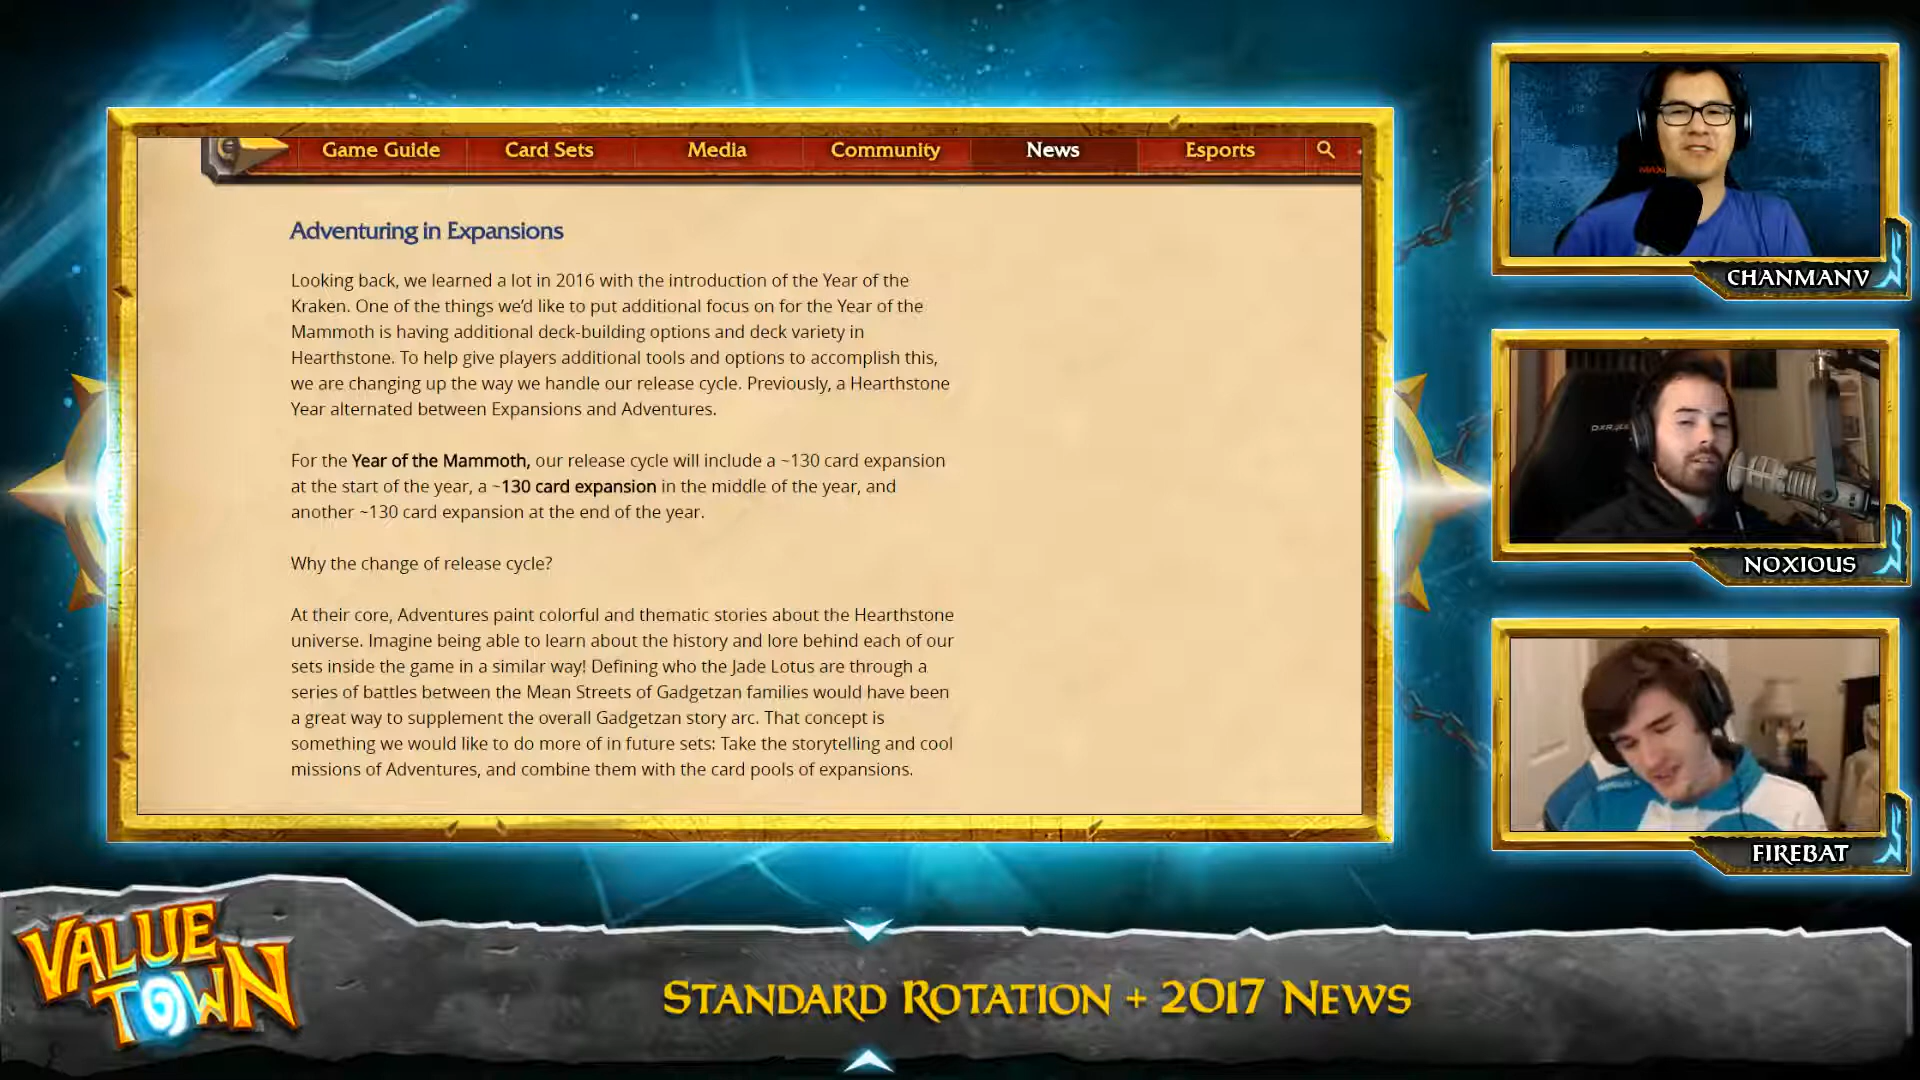 Game Guide Card Sets Media Community News Esports
Adventuring in Expansions
Looking back, we learned a lot in 2016 with the introduction of the Year of the
Kraken. One of the things we'd like to put additional focus on for the Year of the
Mammoth is having additional deck-building options and deck variety in
Hearthstone. To help give players additional tools and options to accomplish this,
we are changing up the way we handle our release cycle. Previously, a Hearthstone
Year alternated between Expansions and Adventures.
For the Year of the Mammoth, our release cycle will include a ~130 card expansion
at the start of the year, a ~130 card expansion in the middle of the year, and
another ~130 card expansion at the end of the year.
Why the change of release cycle?
At their core, Adventures paint colorful and thematic stories about the Hearthstone
universe. Imagine being able to learn about the history and lore behind each of our
sets inside the game in a similar way! Defining who the Jade Lotus are through a
series of battles between the Mean Streets of Gadgetzan families would have been
a great way to supplement the overall Gadgetzan story arc. That concept is
something we would like to do more of in future sets: Take the storytelling and cool
missions of Adventures, and combine them with the card pools of expansions.
CHANMANV
NOXIOUS
FIREBAT
VALUE
TOWN
STANDARD ROTATION + 2017 NEWS